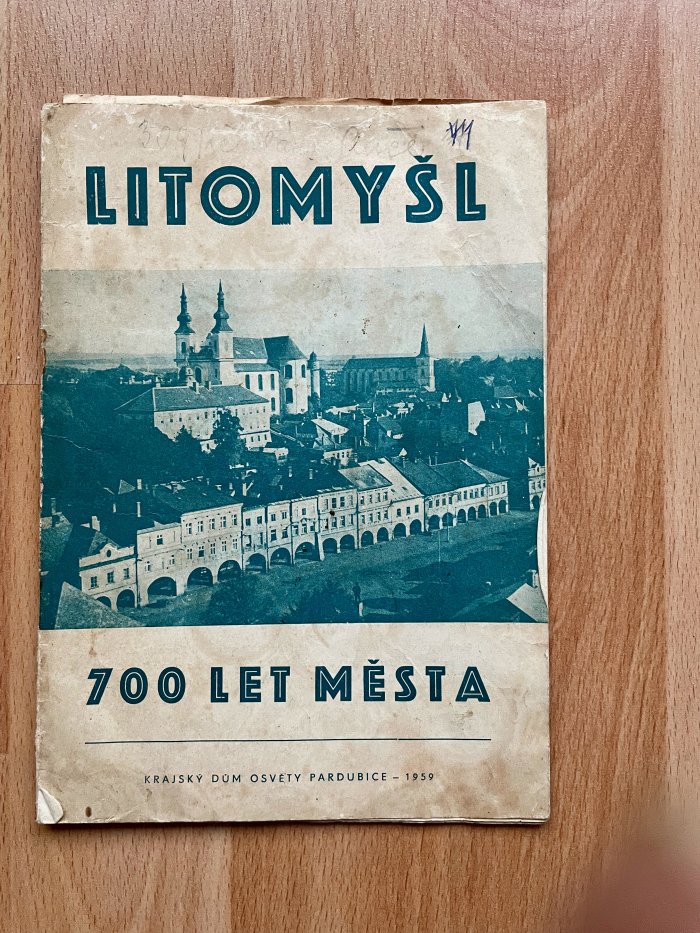 LITOMYŠL
700 LET MĚSTA
KRAJSKÝ DŮM OSVĚTY PARDUBICE – 1959